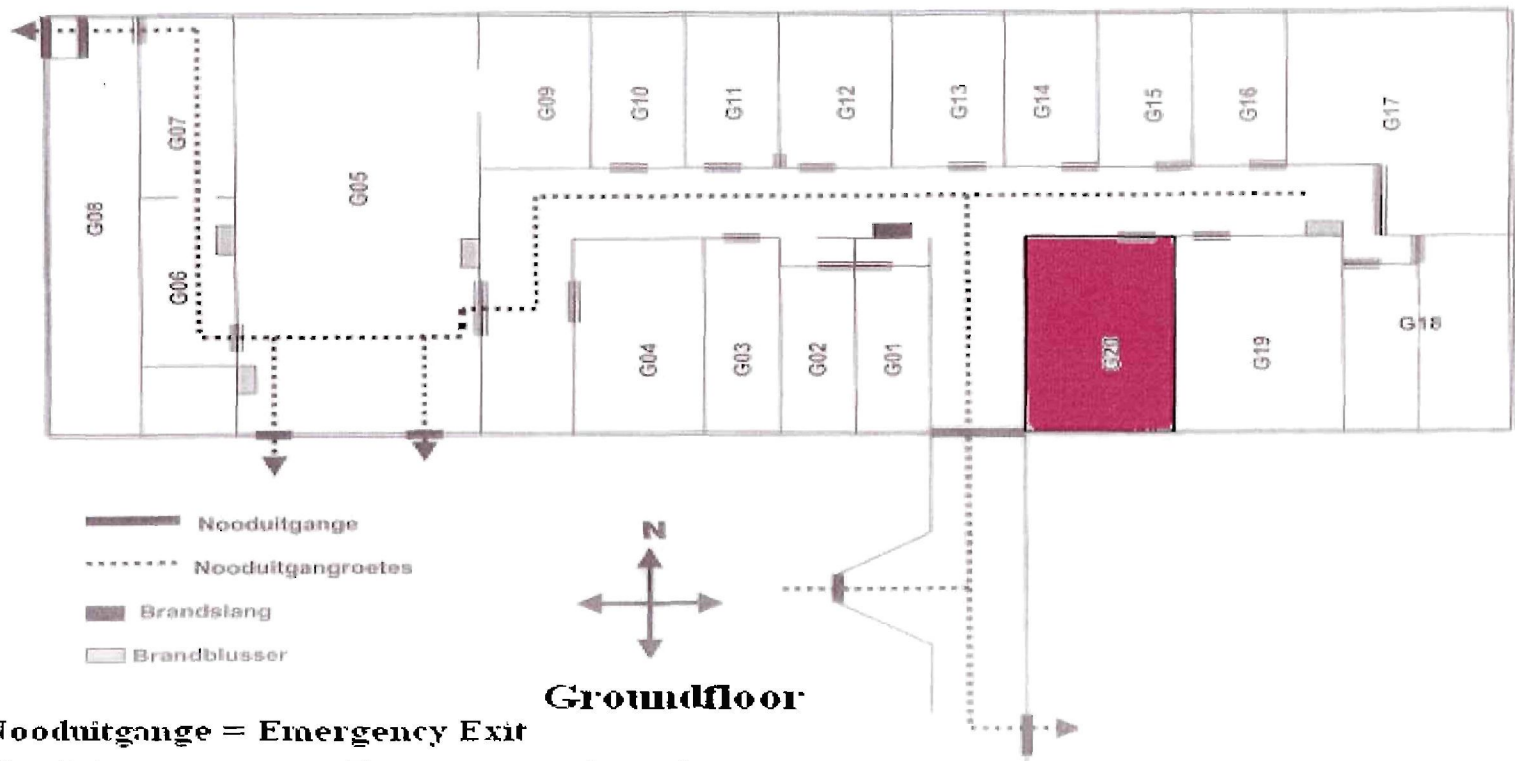 G09 G10 G11 G12 G13 G14 G15 G16 G17
G08 G07 G06 G05
G04 G03 G02 G01 G20 G19 G18
Nooduitgange
Nooduitgangroetes
Brandslang
Brandblusser
N
Groundfloor
Nooduitgange = Emergency Exit